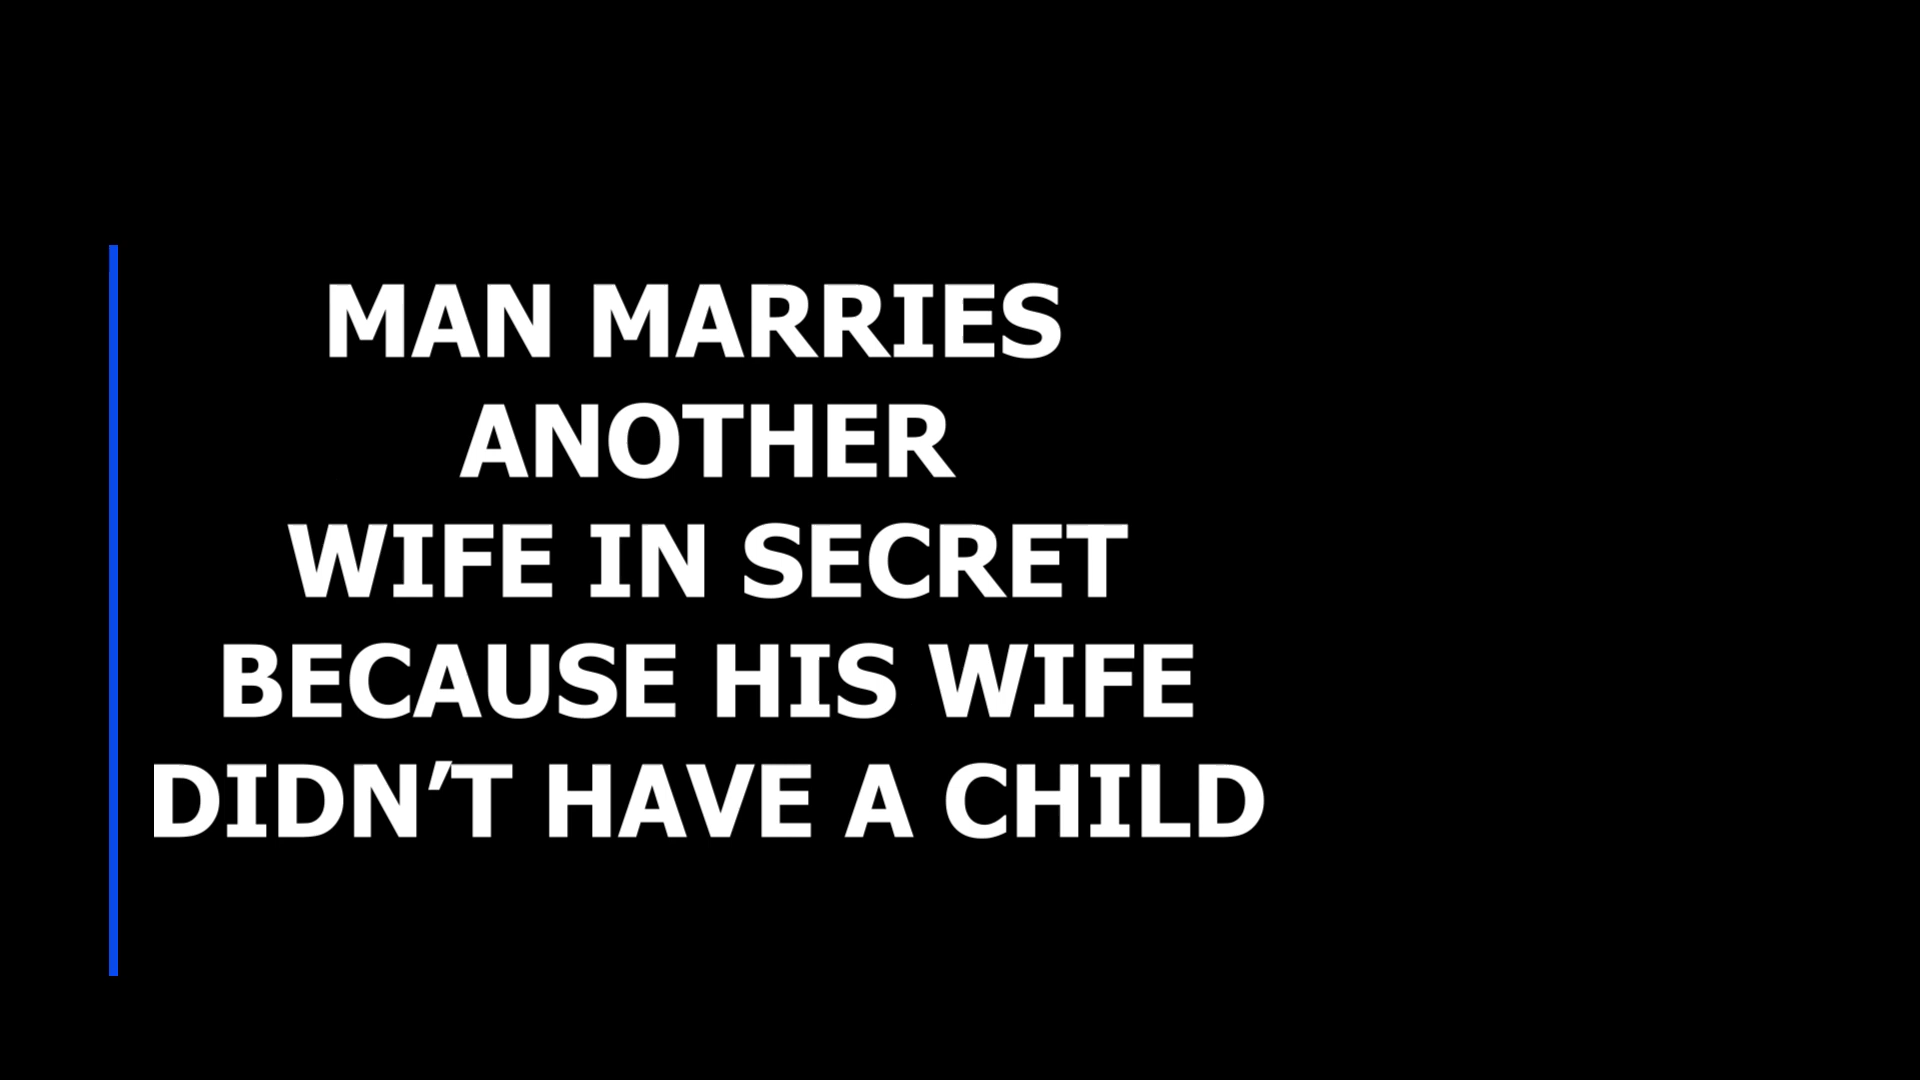 MAN MARRIES
ANOTHER
WIFE IN SECRET
BECAUSE HIS WIFE
DIDN’T HAVE A CHILD